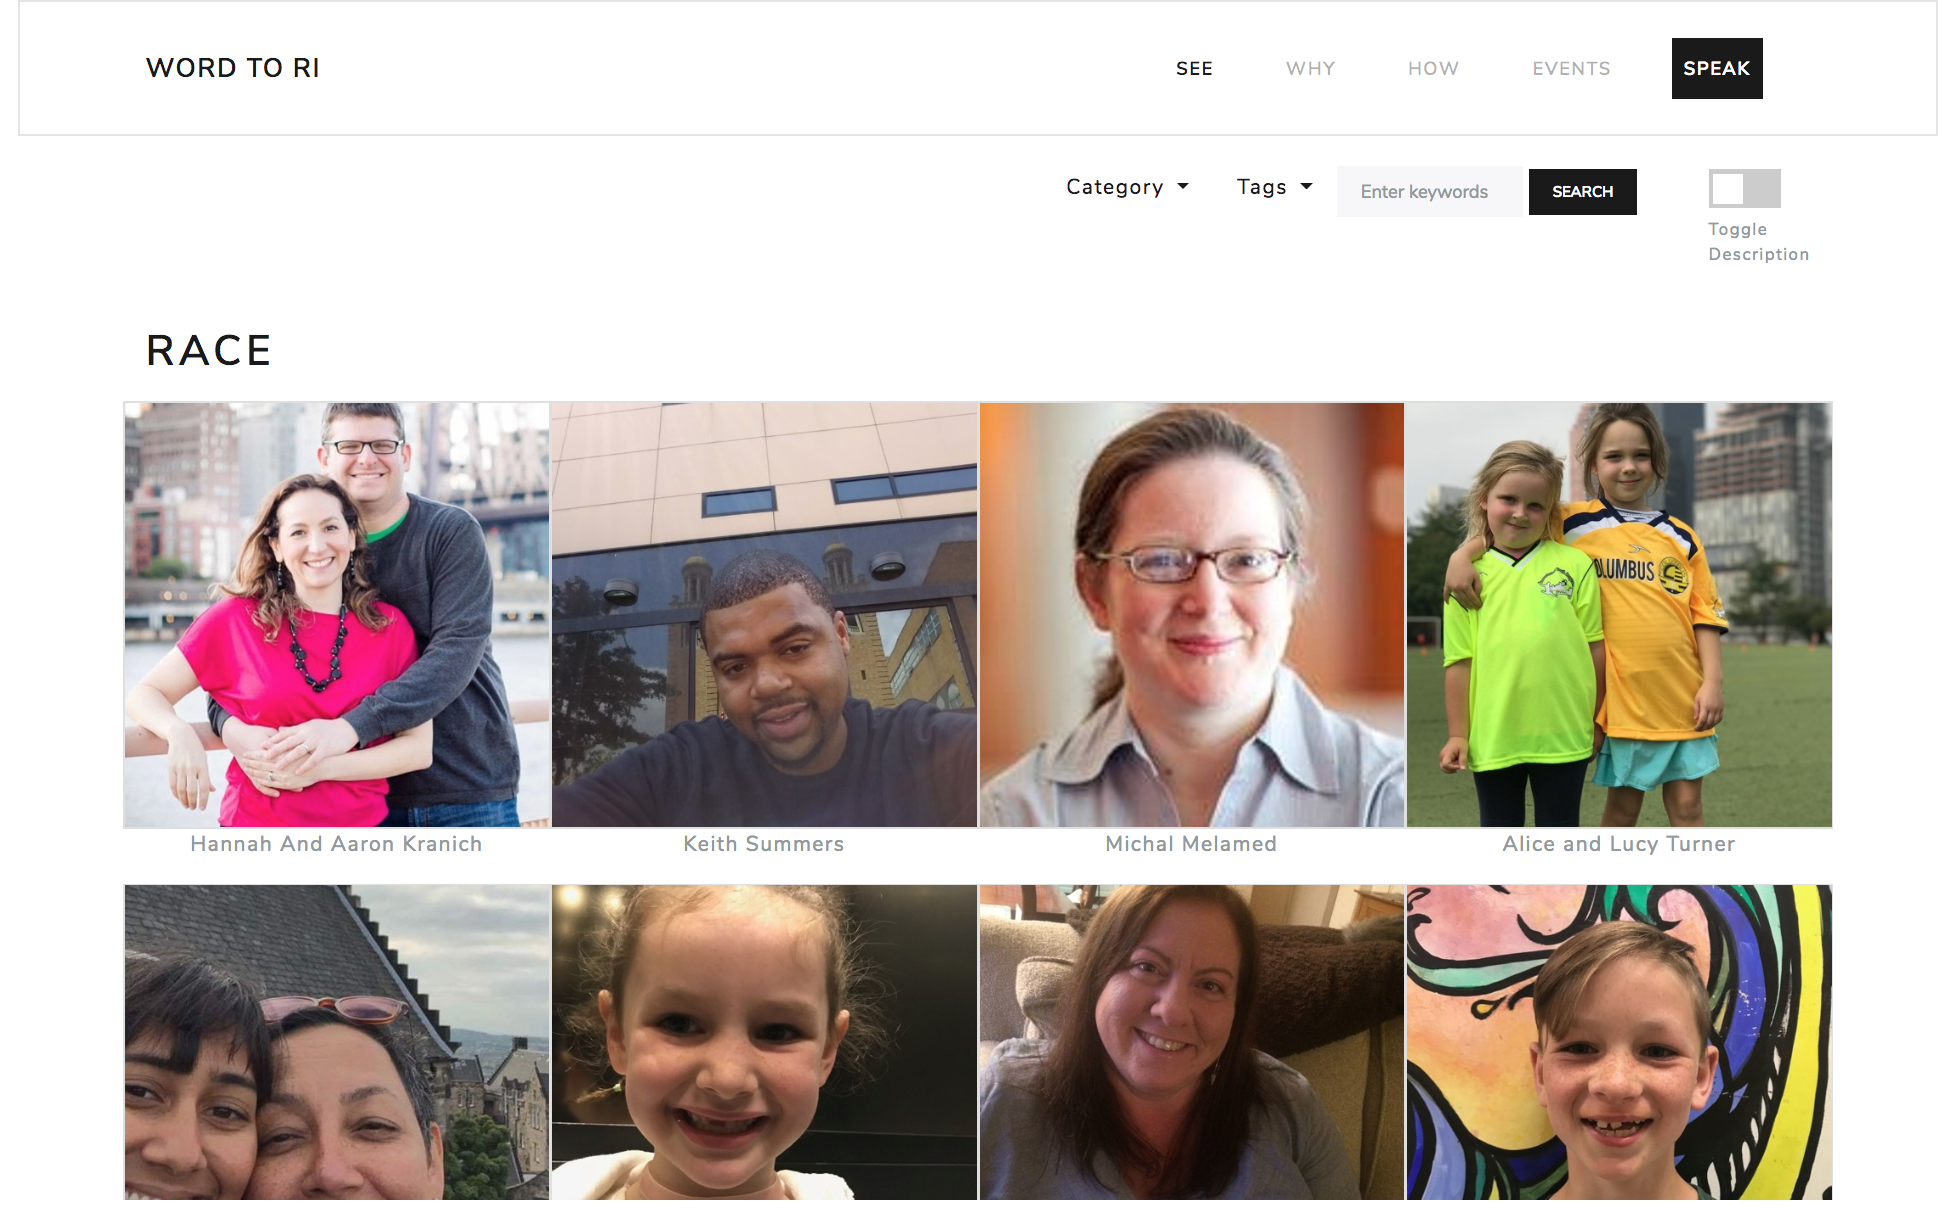 WORD TO RI
SEE WHY HOW EVENTS SPEAK
Category Tags Enter keywords SEARCH
Toggle
Description
RACE
OLUMBUS
Hannah And Aaron Kranich Keith Summers Michal Melamed Alice and Lucy Turner